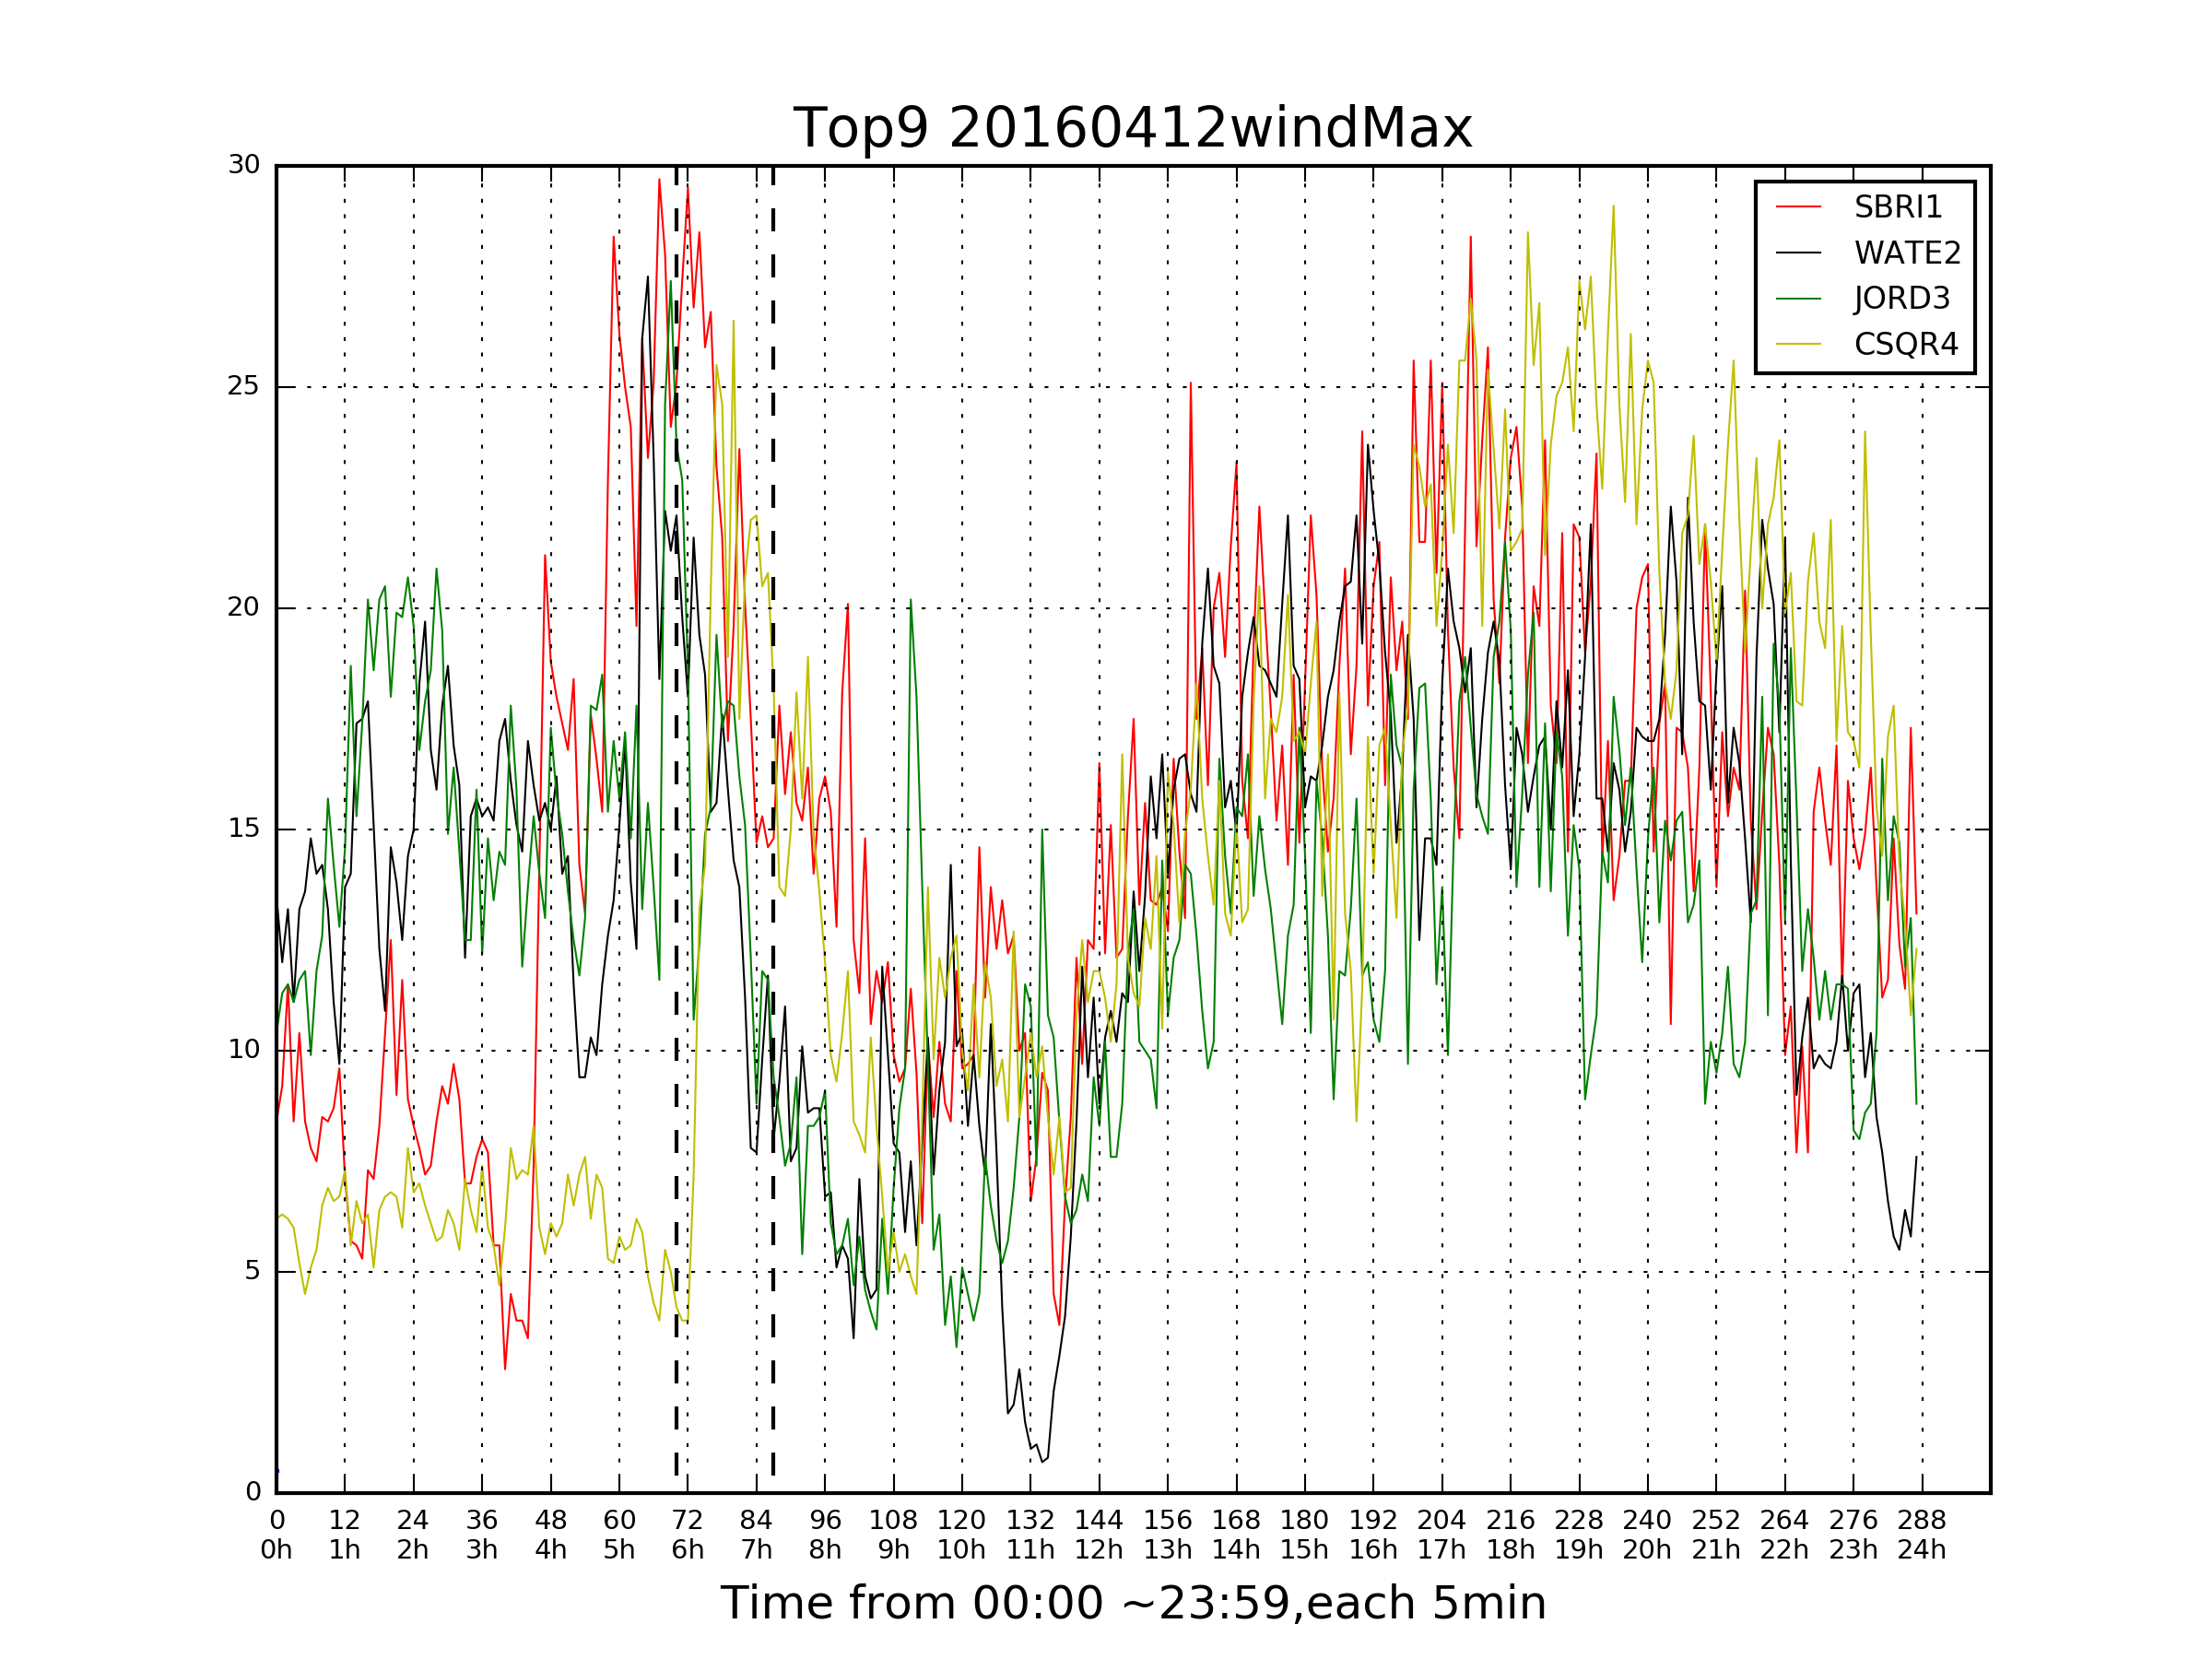 Top9 20160412windMax
30
25
20
15
10
5
0
SBRI1
WATE2
JORD3
CSQR4
0 12 24 36 48 60 72 84 96 108 120 132 144 156 168 180 192 204 216 228 240 252 264 276 288
0h 1h 2h 3h 4h 5h 6h 7h 8h 9h 10h 11h 12h 13h 14h 15h 16h 17h 18h 19h 20h 21h 22h 23h 24h
Time from 00:00 ~23:59,each 5min